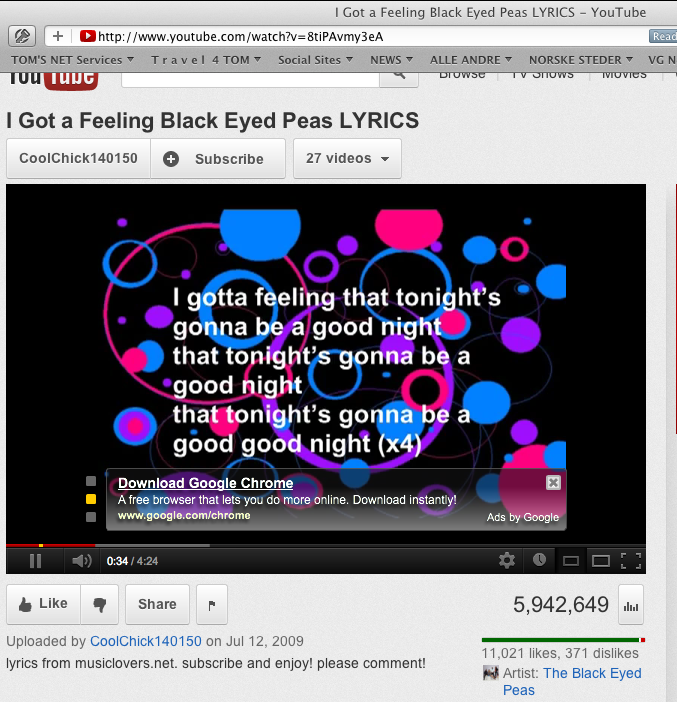 I Got a Feeling Black Eyed Peas LYRICS – YouTube
http://www.youtube.com/watch?v=8tiPAvmy3eA
Read
TOM'S NET Services Travel 4 TOM Social Sites NEWS ALLE ANDRE NORSKE STEDER VG N
YouTube Browse TV Shows Movies
I Got a Feeling Black Eyed Peas LYRICS
CoolChick140150 Subscribe 27 videos
I gotta feeling that tonight's
gonna be a good night
that tonight's gonna be a
good night
that tonight's gonna be a
good good night (x4)
Download Google Chrome
A free browser that lets you do more online. Download instantly!
www.google.com/chrome Ads by Google
0:34 / 4:24
Like Share 5,942,649
Uploaded by CoolChick140150 on Jul 12, 2009
11,021 likes, 371 dislikes
lyrics from musiclovers.net. subscribe and enjoy! please comment!
Artist: The Black Eyed
Peas